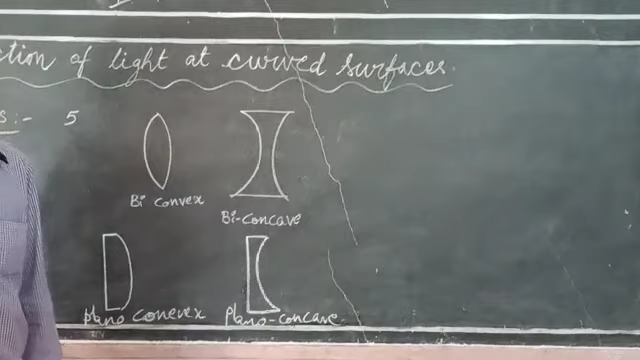 ction of light at curved surfaces.
s:- 5
Bi convex
Bi-concave
Plano convex
Plano-concave